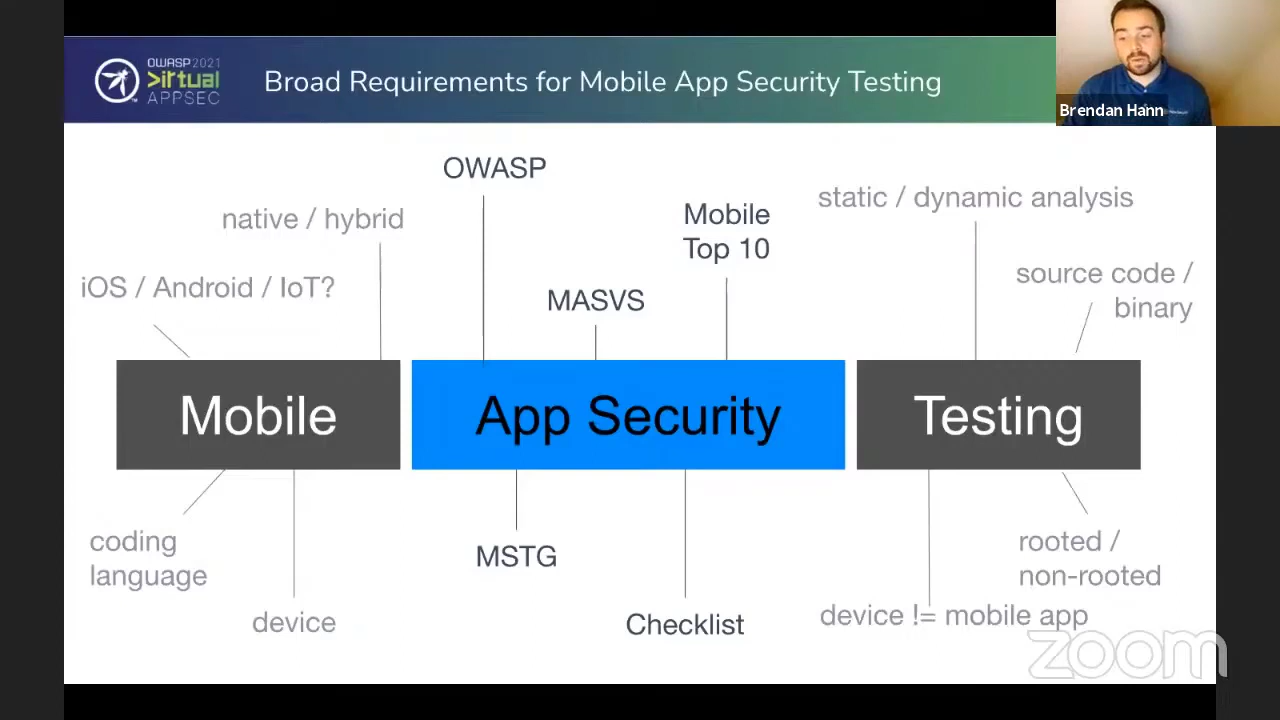 OWASP 2021
>irtual
APPSEC
Broad Requirements for Mobile App Security Testing
Brendan Hann
OWASP
static / dynamic analysis
native / hybrid
Mobile
Top 10
iOS / Android / IoT?
MASVS
source code /
binary
Mobile
App Security
Testing
coding
language
MSTG
rooted /
non-rooted
device
Checklist
device != mobile app
zoom